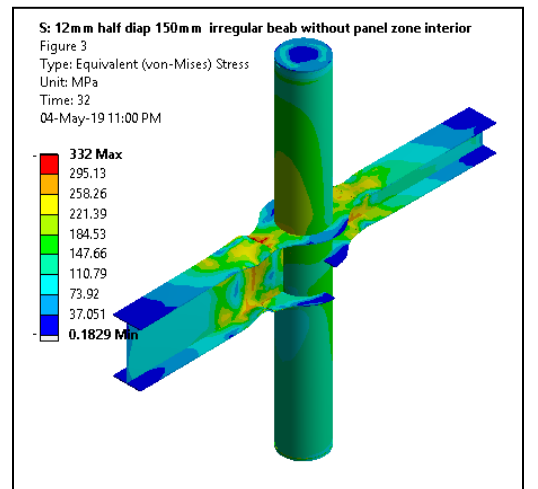 S: 12mm half diap 150mm irregular beab without panel zone interior
Figure 3
Type: Equivalent (von-Mises) Stress
Unit: MPa
Time: 32
04-May-19 11:00 PM
332 Max
295.13
258.26
221.39
184.53
147.66
110.79
73.92
37.051
0.1829 Min